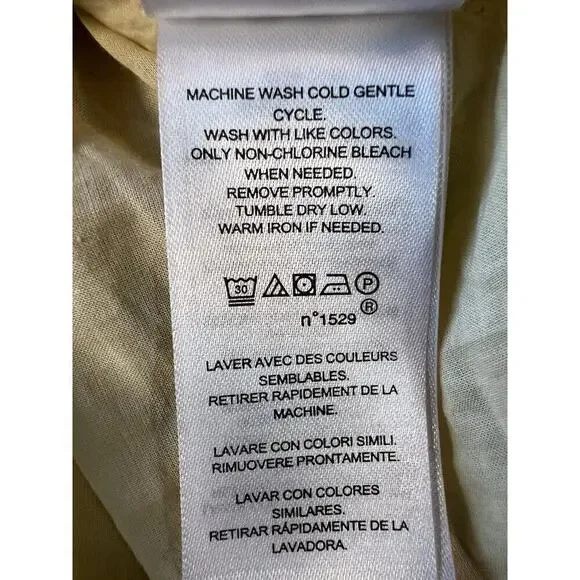 MACHINE WASH COLD GENTLE
CYCLE.
WASH WITH LIKE COLORS.
ONLY NON-CHLORINE BLEACH
WHEN NEEDED.
REMOVE PROMPTLY.
TUMBLE DRY LOW.
WARM IRON IF NEEDED.
30 P
n°1529 ®
LAVER AVEC DES COULEURS
SEMBLABLES.
RETIRER RAPIDEMENT DE LA
MACHINE.
LAVARE CON COLORI SIMILI.
RIMUOVERE PRONTAMENTE.
LAVAR CON COLORES
SIMILARES.
RETIRAR RÁPIDAMENTE DE LA
LAVADORA.